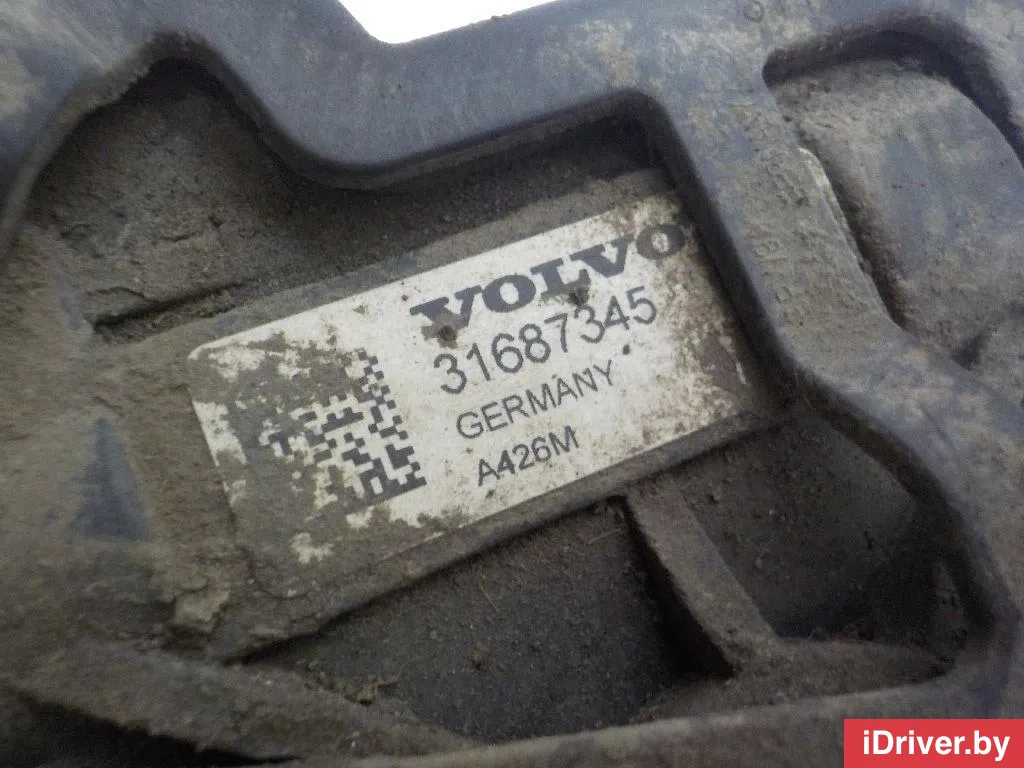 VOLVO
31687345
GERMANY
A426M
iDriver.by